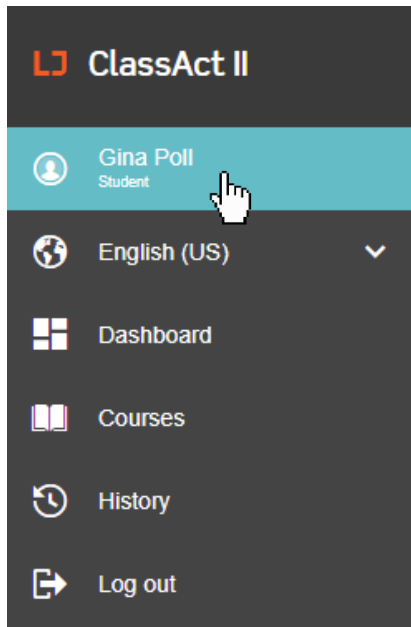 LJ ClassAct II
Gina Poll
Student
English (US)
Dashboard
Courses
History
Log out